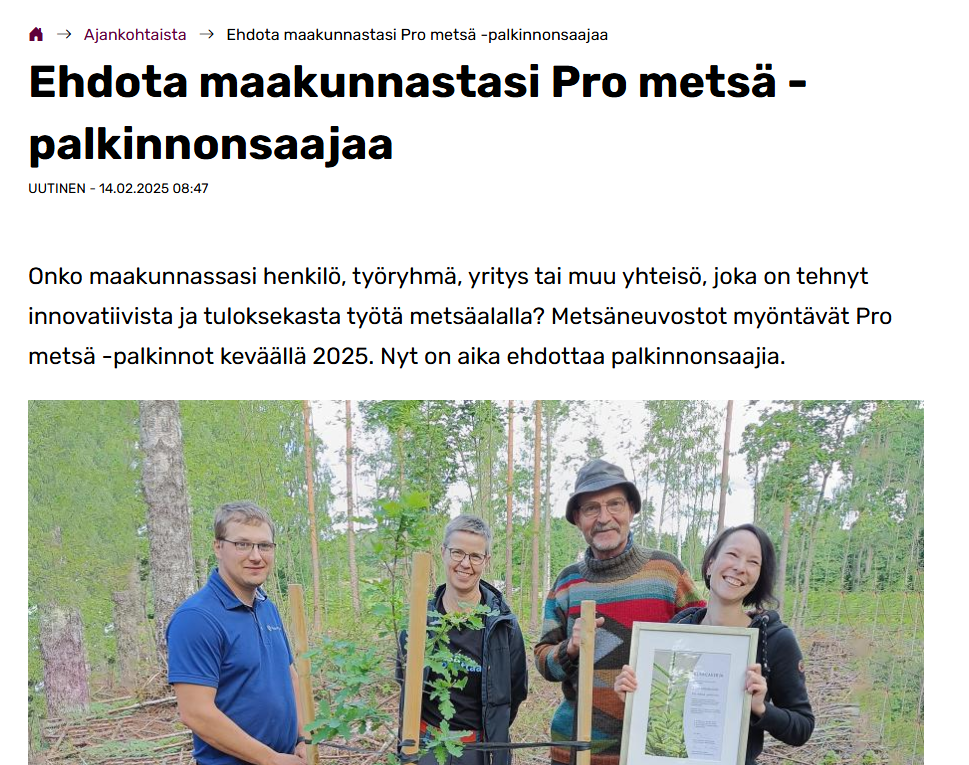 Ajankohtaista → Ehdota maakunnastasi Pro metsä -palkinnonsaajaa
Ehdota maakunnastasi Pro metsä -
palkinnonsaajaa
UUTINEN - 14.02.2025 08:47
Onko maakunnassasi henkilö, työryhmä, yritys tai muu yhteisö, joka on tehnyt
innovatiivista ja tuloksekasta työtä metsäalalla? Metsäneuvostot myöntävät Pro
metsä -palkinnot keväällä 2025. Nyt on aika ehdottaa palkinnonsaajia.